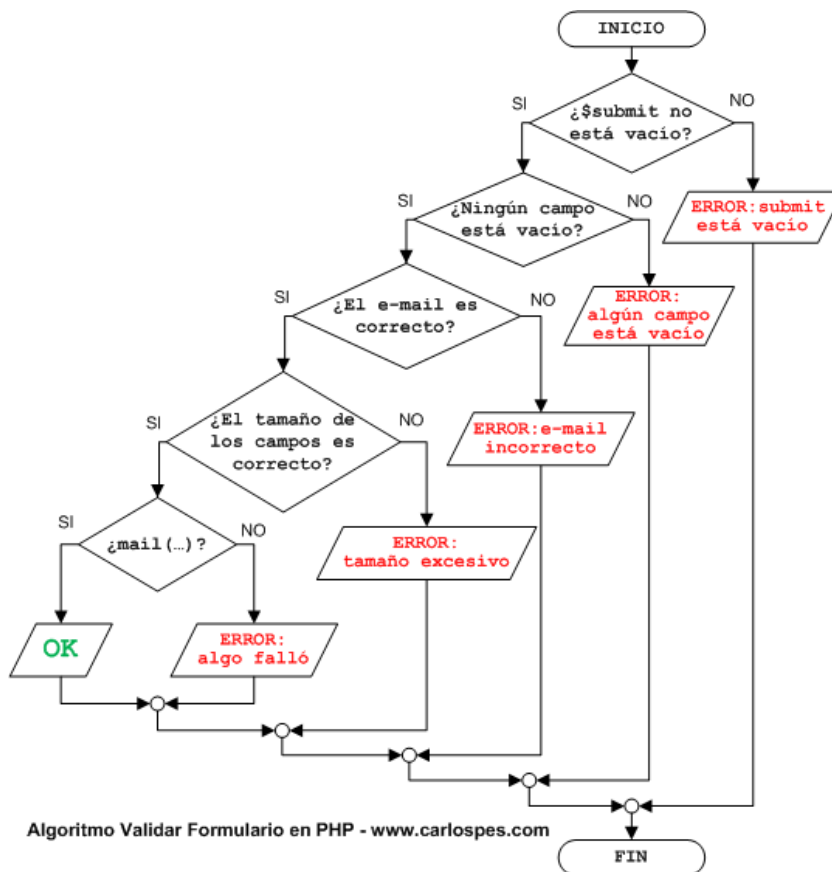 INICIO
SI
¿$submit no
está vacío?
NO
SI
¿Ningún campo
está vacío?
NO
ERROR:submit
está vacío
SI
¿El e-mail es
correcto?
NO
ERROR:
algún campo
está vacío
SI
¿El tamaño de
los campos es
correcto?
NO
ERROR:e-mail
incorrecto
SI
¿mail(…)?
NO
ERROR:
tamaño excesivo
OK
ERROR:
algo falló
Algoritmo Validar Formulario en PHP - www.carlospes.com
FIN